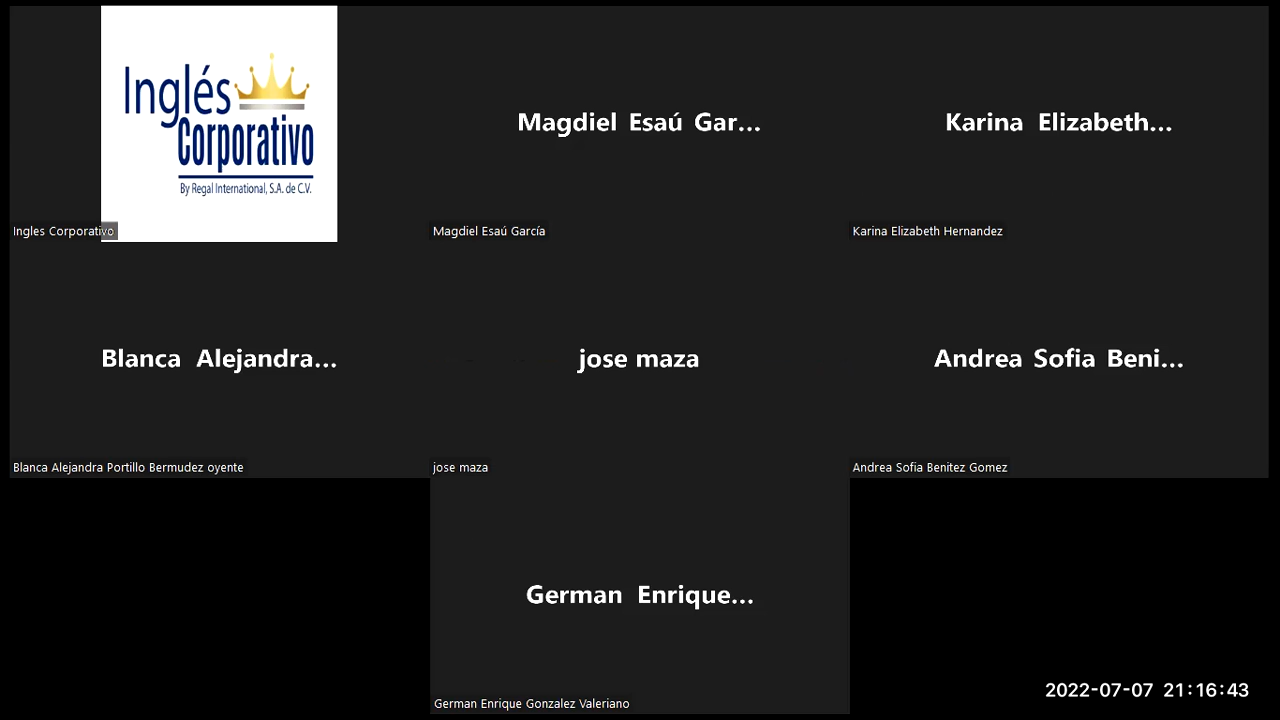 Inglés
Corporativo
By Regal International, S.A. de C.V.
Ingles Corporativo
Magdiel Esaú Gar...
Magdiel Esaú García
Karina Elizabeth...
Karina Elizabeth Hernandez
Blanca Alejandra...
Blanca Alejandra Portillo Bermudez oyente
jose maza
jose maza
Andrea Sofia Beni...
Andrea Sofia Benitez Gomez
German Enrique...
German Enrique Gonzalez Valeriano
2022-07-07 21:16:43